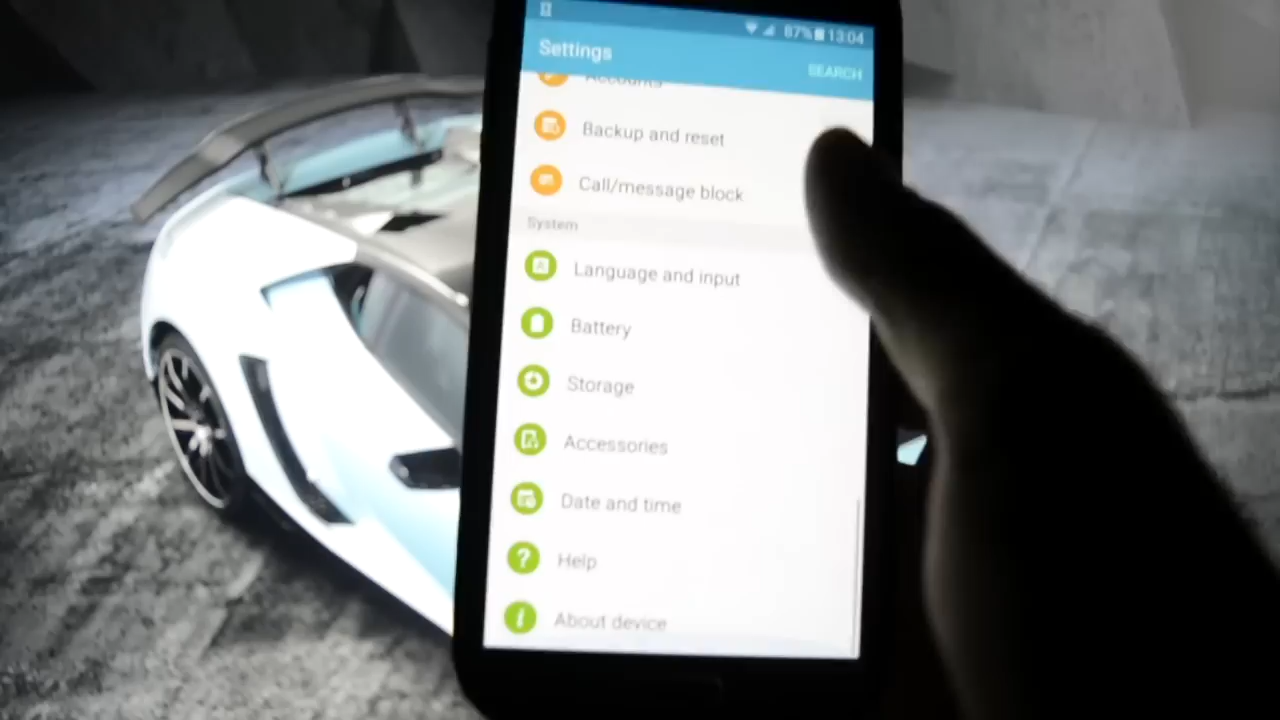 87% 13:04
Settings
SEARCH
Accounts
Backup and reset
Call/message block
System
Language and input
Battery
Storage
Accessories
Date and time
Help
About device